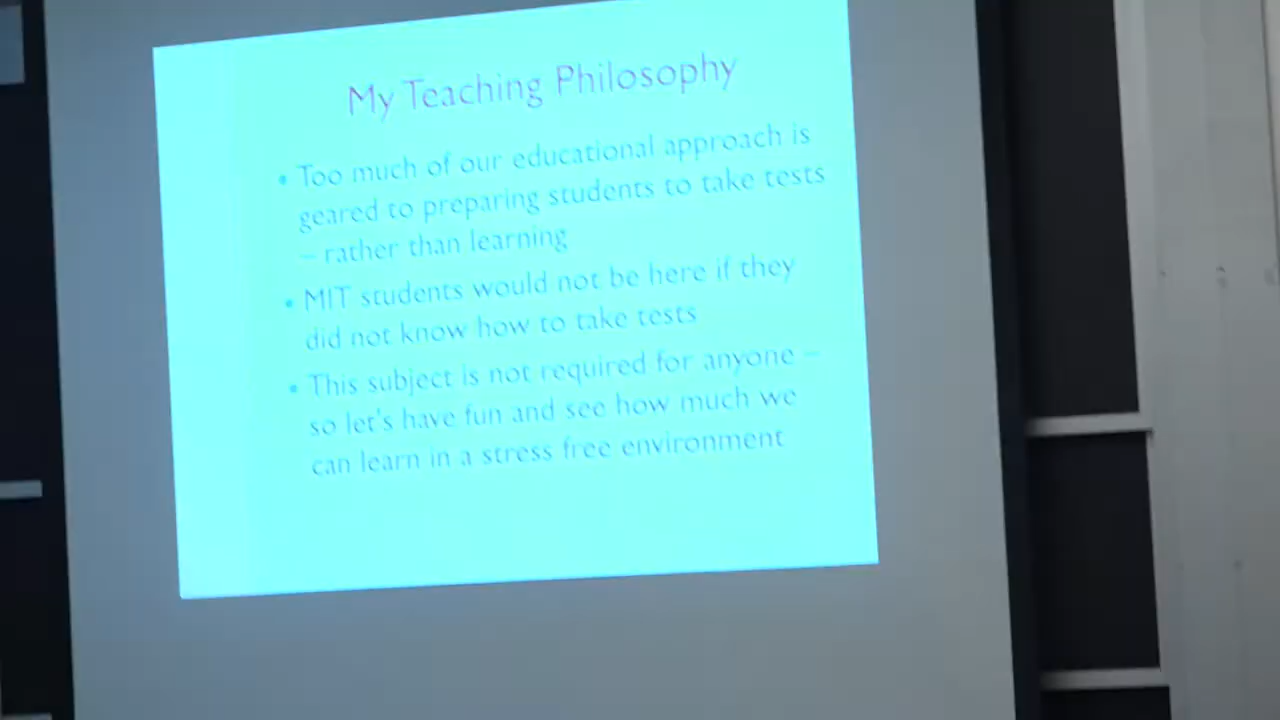 My Teaching Philosophy
• Too much of our educational approach is
geared to preparing students to take tests
– rather than learning
• MIT students would not be here if they
did not know how to take tests
• This subject is not required for anyone –
so let's have fun and see how much we
can learn in a stress free environment